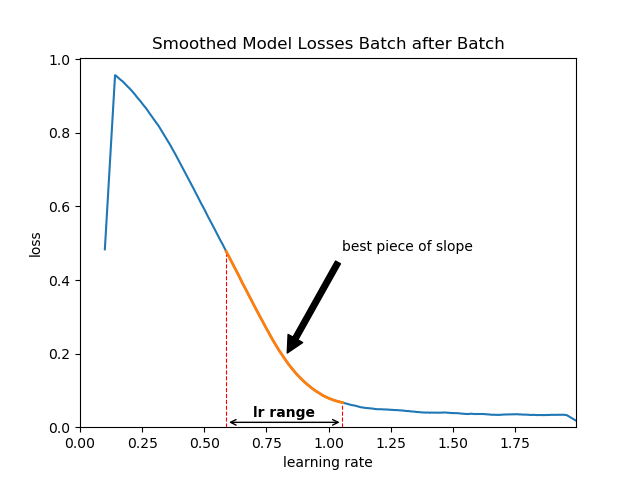 Smoothed Model Losses Batch after Batch
1.0
0.8
0.6
0.4
0.2
0.0
loss
best piece of slope
lr range
0.00 0.25 0.50 0.75 1.00 1.25 1.50 1.75
learning rate